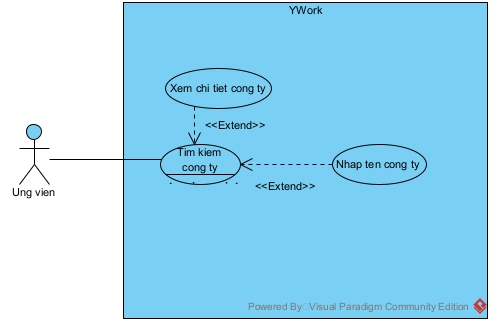 YWork
Xem chi tiet cong ty
<<Extend>>
Tim kiem
cong ty
Nhap ten cong ty
<<Extend>>
Ung vien
Powered By Visual Paradigm Community Edition